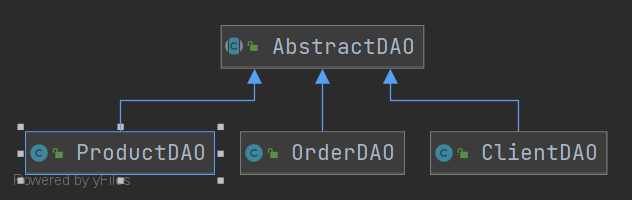 AbstractDAO
ProductDAO
OrderDAO
ClientDAO
Powered by yFiles